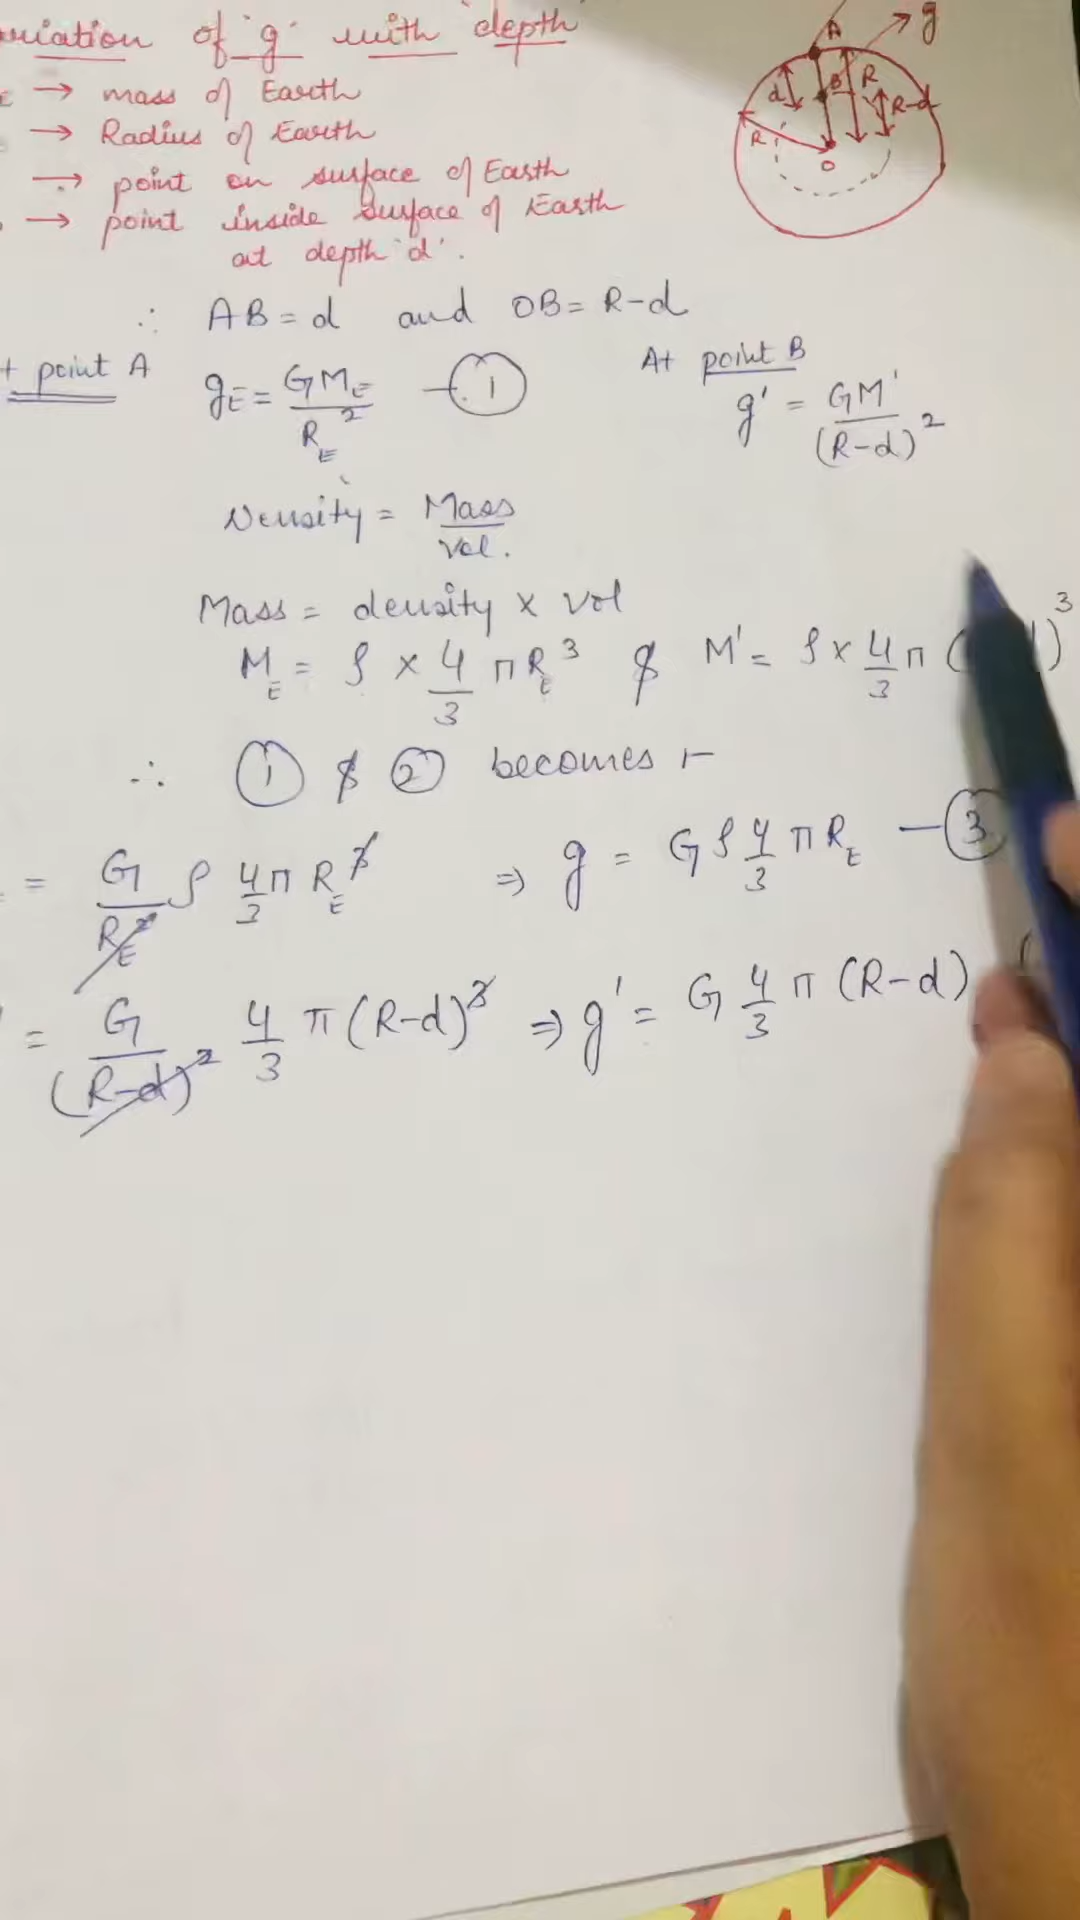 of 'g' with 'depth'
→ mass of Earth
→ Radius of Earth
→ point on surface of Earth
→ point inside surface of Earth
at depth 'd'.
g
A
d B R R-d
R
O
∴ AB = d and OB = R-d
point A
g_E = GM_E / R_E² — ①
At point B
g' = GM' / (R-d)²
Density = Mass / Vol.
Mass = density × vol
M_E = ρ × 4/3 π R_E³ & M' = ρ × 4/3 π ( )³
∴ ① & ② becomes :-
= G/R_E² ρ 4/3 π R_E³ ⇒ g = G ρ 4/3 π R_E — ③
= G/(R-d)² 4/3 π (R-d)³ ⇒ g' = G 4/3 π (R-d)